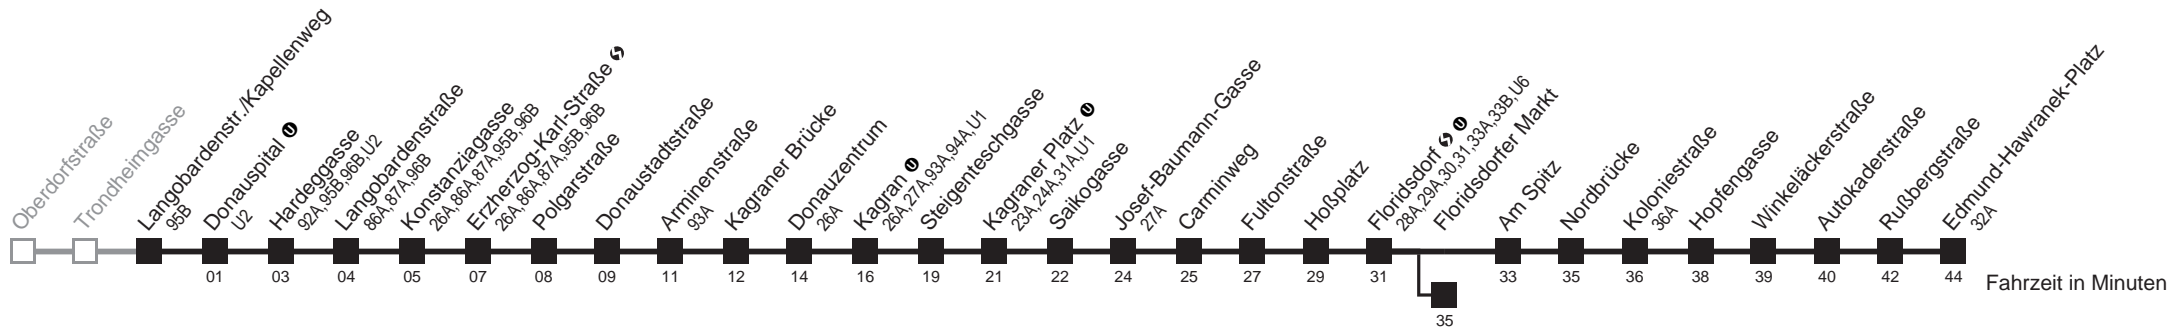 Oberdorfstraße
Trondheimgasse
Langobardenstr./Kapellenweg
95B
Donauspital U
U2
Hardeggasse
92A,95B,96B,U2
Langobardenstraße
86A,87A,96B
Konstanziagasse
26A,86A,87A,95B,96B
Erzherzog-Karl-Straße S
26A,86A,87A,95B,96B
Polgarstraße
Donaustadtstraße
Arminenstraße
93A
Kagraner Brücke
Donauzentrum
26A
Kagran U
26A,27A,93A,94A,U1
Steigenteschgasse
Kagraner Platz U
23A,24A,31A,U1
Saikogasse
Josef-Baumann-Gasse
27A
Carminweg
Fultonstraße
Hoßplatz
Floridsdorf S U
28A,29A,30,31,33A,33B,U6
Floridsdorfer Markt
Am Spitz
Nordbrücke
Koloniestraße
36A
Hopfengasse
Winkeläckerstraße
Autokaderstraße
Rußbergstraße
Edmund-Hawranek-Platz
32A
01 03 04 05 07 08 09 11 12 14 16 19 21 22 24 25 27 29 31 33 35 36 38 39 40 42 44 Fahrzeit in Minuten
35